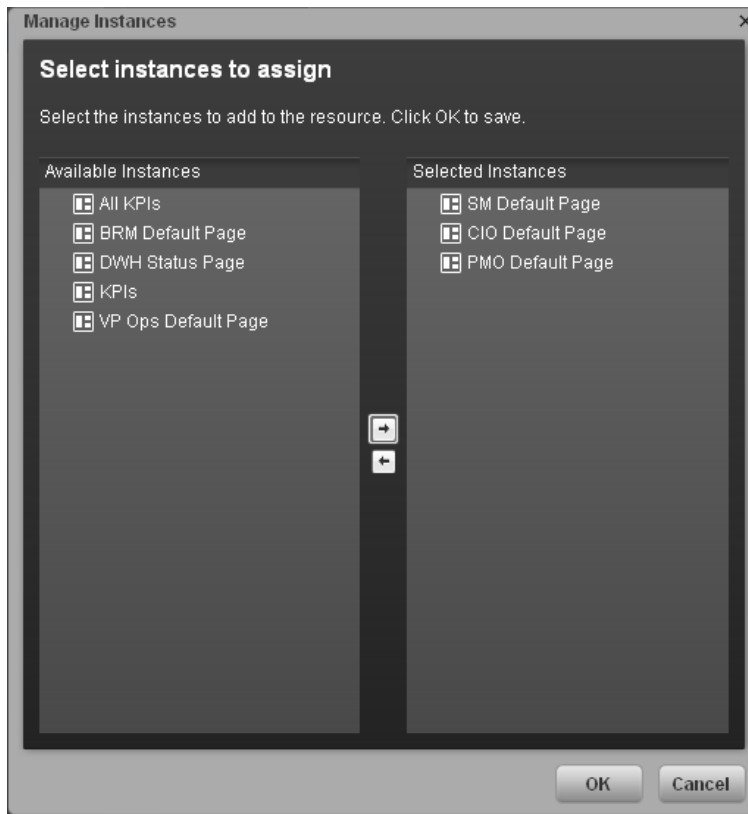 Manage Instances
Select instances to assign
Select the instances to add to the resource. Click OK to save.
Available Instances
All KPIs
BRM Default Page
DWH Status Page
KPIs
VP Ops Default Page
Selected Instances
SM Default Page
CIO Default Page
PMO Default Page
OK
Cancel